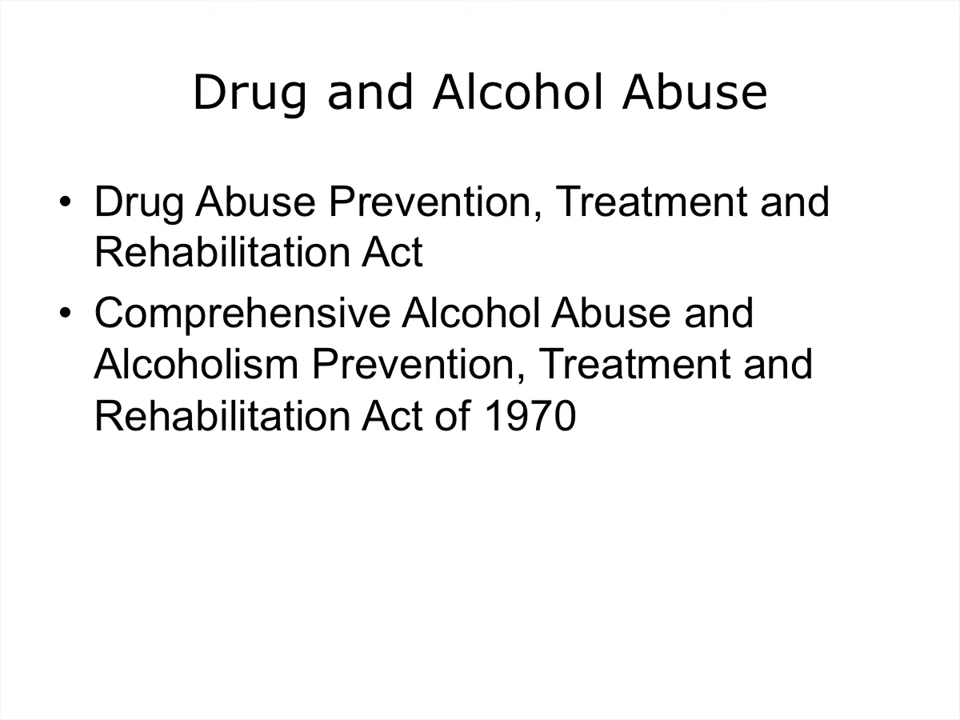 Drug and Alcohol Abuse
• Drug Abuse Prevention, Treatment and
Rehabilitation Act
• Comprehensive Alcohol Abuse and
Alcoholism Prevention, Treatment and
Rehabilitation Act of 1970